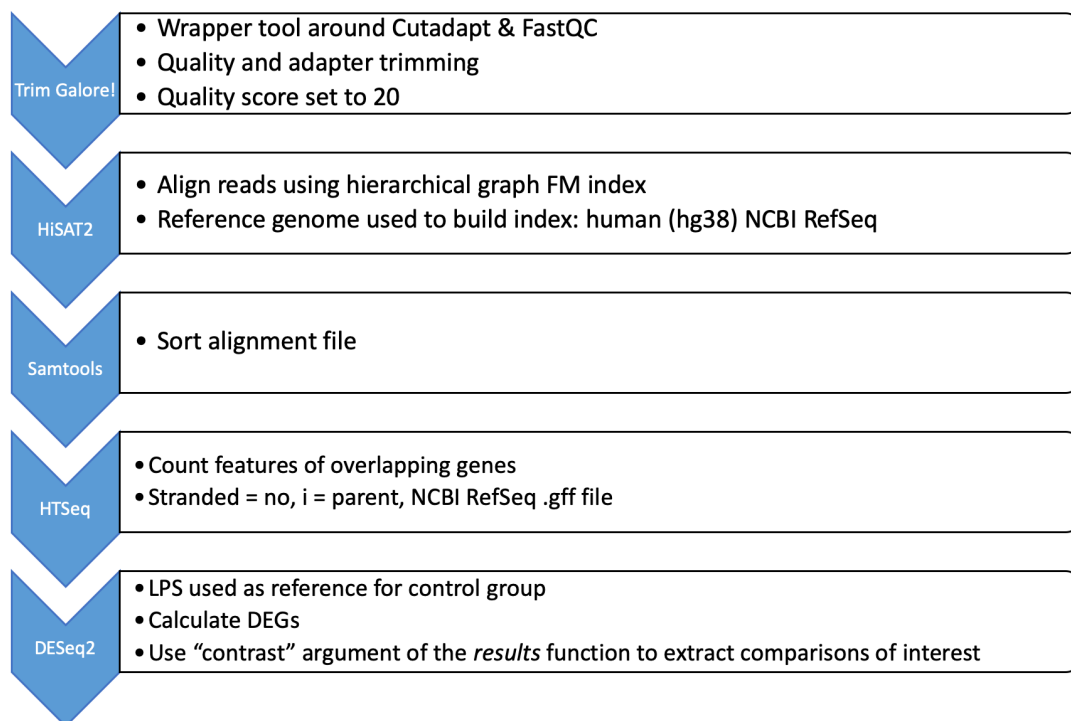 Trim Galore!
• Wrapper tool around Cutadapt & FastQC
• Quality and adapter trimming
• Quality score set to 20
HiSAT2
• Align reads using hierarchical graph FM index
• Reference genome used to build index: human (hg38) NCBI RefSeq
Samtools
• Sort alignment file
HTSeq
• Count features of overlapping genes
• Stranded = no, i = parent, NCBI RefSeq .gff file
DESeq2
• LPS used as reference for control group
• Calculate DEGs
• Use “contrast” argument of the results function to extract comparisons of interest